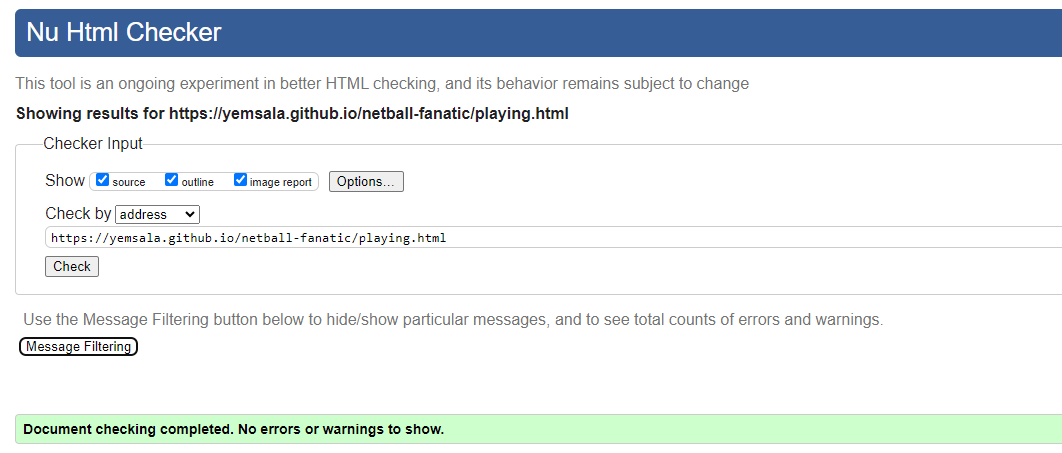 Nu Html Checker
This tool is an ongoing experiment in better HTML checking, and its behavior remains subject to change
Showing results for https://yemsala.github.io/netball-fanatic/playing.html
Checker Input
Show source outline image report Options...
Check by address
https://yemsala.github.io/netball-fanatic/playing.html
Check
Use the Message Filtering button below to hide/show particular messages, and to see total counts of errors and warnings.
Message Filtering
Document checking completed. No errors or warnings to show.